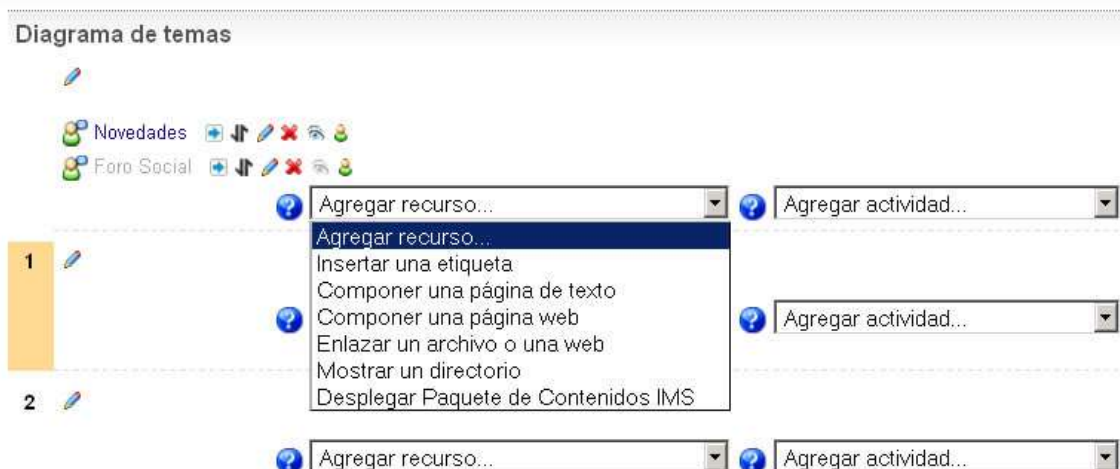 Diagrama de temas
Novedades
Foro Social
Agregar recurso... Agregar actividad...
Agregar recurso...
1
Insertar una etiqueta
Componer una página de texto
Componer una página web Agregar actividad...
Enlazar un archivo o una web
Mostrar un directorio
2 Desplegar Paquete de Contenidos IMS
Agregar recurso... Agregar actividad...